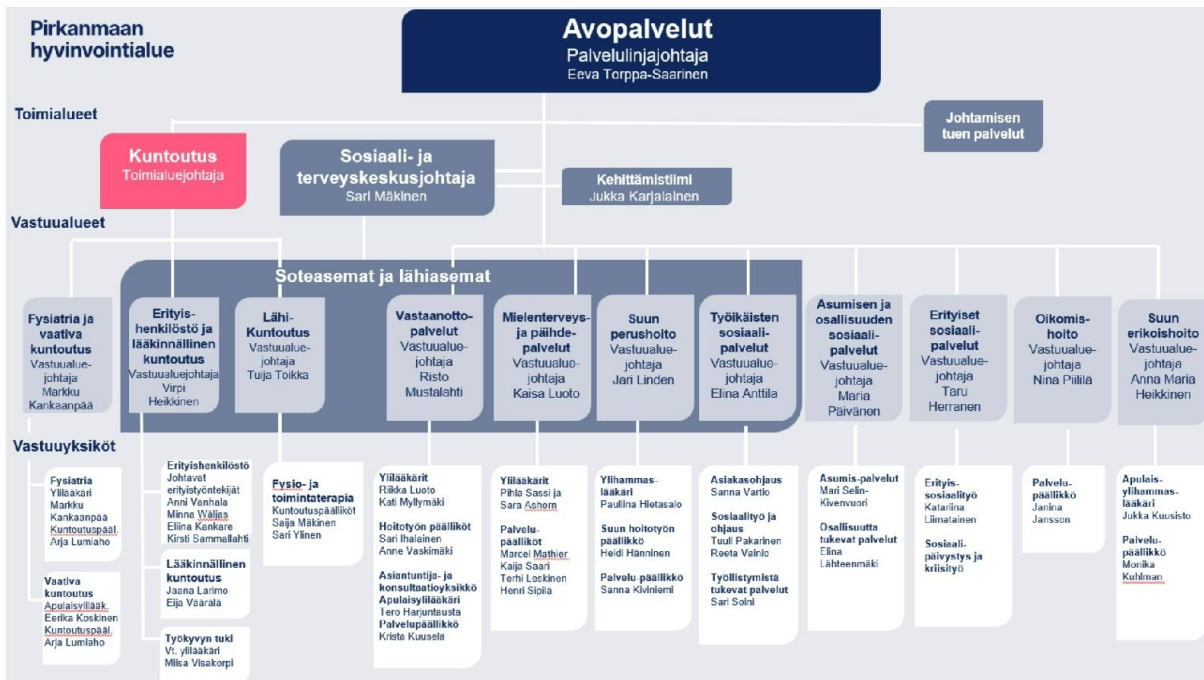 Pirkanmaan
hyvinvointialue
Avopalvelut
Palvelulinjajohtaja
Eeva Torppa-Saarinen
Toimialueet
Johtamisen
tuen palvelut
Kuntoutus
Toimialuejohtaja
Sosiaali- ja
terveyskeskusjohtaja
Sari Mäkinen
Kehittämistiimi
Jukka Karjalainen
Vastuualueet
Soteasemat ja lähiasemat
Fysiatria ja
vaativa
kuntoutus
Vastuualue-
johtaja
Markku
Kankaanpää
Erityis-
henkilöstö ja
lääkinnällinen
kuntoutus
Vastuualuejohtaja
Virpi
Heikkinen
Lähi-
Kuntoutus
Vastuualue-
johtaja
Tuija Toikka
Vastaanotto-
palvelut
Vastuualue-
johtaja
Risto
Mustalahti
Mielenterveys-
ja päihde-
palvelut
Vastuualue-
johtaja
Kaisa Luoto
Suun
perushoito
Vastuualue-
johtaja
Jari Linden
Työikäisten
sosiaali-
palvelut
Vastuualue-
johtaja
Elina Anttila
Asumisen ja
osallisuuden
sosiaali-
palvelut
Vastuualue-
johtaja
Maria
Päivänen
Erityiset
sosiaali-
palvelut
Vastuualue-
johtaja
Taru
Herranen
Oikomis-
hoito
Vastuualue-
johtaja
Nina Piililä
Suun
erikoishoito
Vastuualue-
johtaja
Anna Maria
Heikkinen
Vastuuyksiköt
Fysiatria
Ylilääkäri
Markku
Kankaanpää
Kuntoutuspääl.
Arja Lumiaho
Vaativa
kuntoutus
Apulaisylilääk.
Eerika Koskinen
Kuntoutuspääl.
Arja Lumiaho
Erityishenkilöstö
Johtavat
erityistyöntekijät
Anni Vanhala
Minna Wäljas
Eliina Kankare
Kirsti Sammallahti
Lääkinnällinen
kuntoutus
Jaana Larimo
Eija Vaarala
Työkyvyn tuki
Vt. ylilääkäri
Miisa Visakorpi
Fysio- ja
toimintaterapia
Kuntoutuspäälliköt
Saija Mäkinen
Sari Ylinen
Ylilääkärit
Riikka Luoto
Kati Myllymäki
Hoitotyön päälliköt
Sari Ihalainen
Anne Vaskimäki
Asiantuntija- ja
konsultaatioyksikkö
Apulaisylilääkäri
Tero Harjuntausta
Palvelupäällikkö
Krista Kuusela
Ylilääkärit
Pihla Sassi ja
Sara Ashorn
Palvelu-
päälliköt
Marcel Mathier
Kaija Saari
Terhi Leskinen
Henri Sipilä
Ylihammas-
lääkäri
Pauliina Hietasalo
Suun hoitotyön
päällikkö
Heidi Hänninen
Palvelu-päällikkö
Sanna Kiviniemi
Asiakasohjaus
Sanna Vartio
Sosiaalityö ja
ohjaus
Tuuli Pakarinen
Reeta Vainio
Työllistymistä
tukevat palvelut
Sari Soini
Asumis-palvelut
Mari Selin-
Kivenvuori
Osallisuutta
tukevat palvelut
Elina
Lähteenmäki
Erityis-
sosiaalityö
Katariina
Liimatainen
Sosiaali-
päivystys ja
kriisityö
Palvelu-
päällikkö
Janina
Jansson
Apulais-
ylihammas-
lääkäri
Jukka Kuusisto
Palvelu-
päällikkö
Monika
Kuhlman